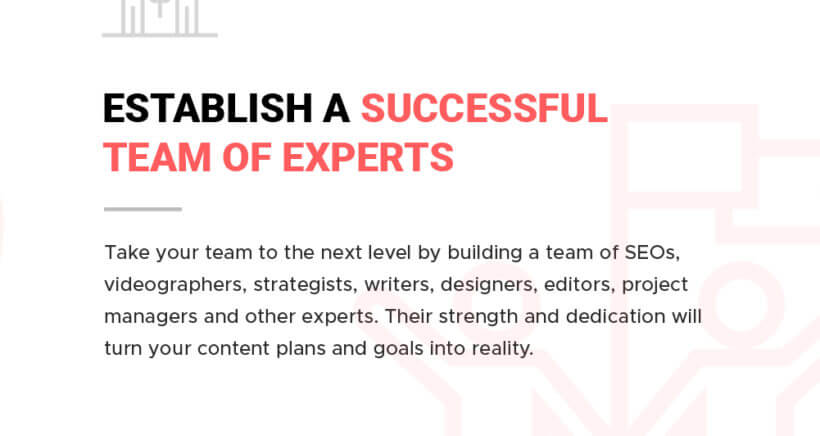 ESTABLISH A SUCCESSFUL
TEAM OF EXPERTS
Take your team to the next level by building a team of SEOs,
videographers, strategists, writers, designers, editors, project
managers and other experts. Their strength and dedication will
turn your content plans and goals into reality.